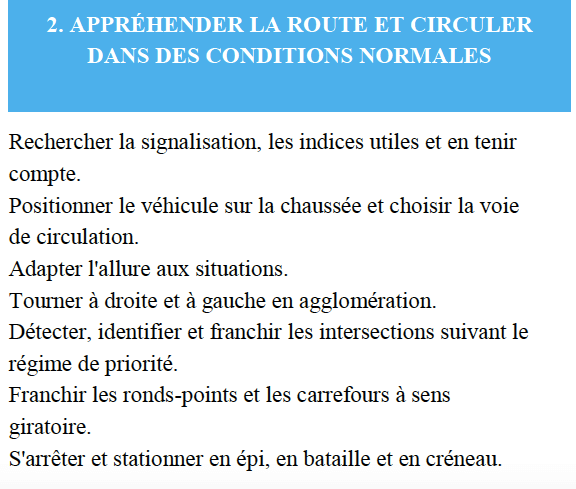 2. APPRÉHENDER LA ROUTE ET CIRCULER
DANS DES CONDITIONS NORMALES
Rechercher la signalisation, les indices utiles et en tenir
compte.
Positionner le véhicule sur la chaussée et choisir la voie
de circulation.
Adapter l'allure aux situations.
Tourner à droite et à gauche en agglomération.
Détecter, identifier et franchir les intersections suivant le
régime de priorité.
Franchir les ronds-points et les carrefours à sens
giratoire.
S'arrêter et stationner en épi, en bataille et en créneau.